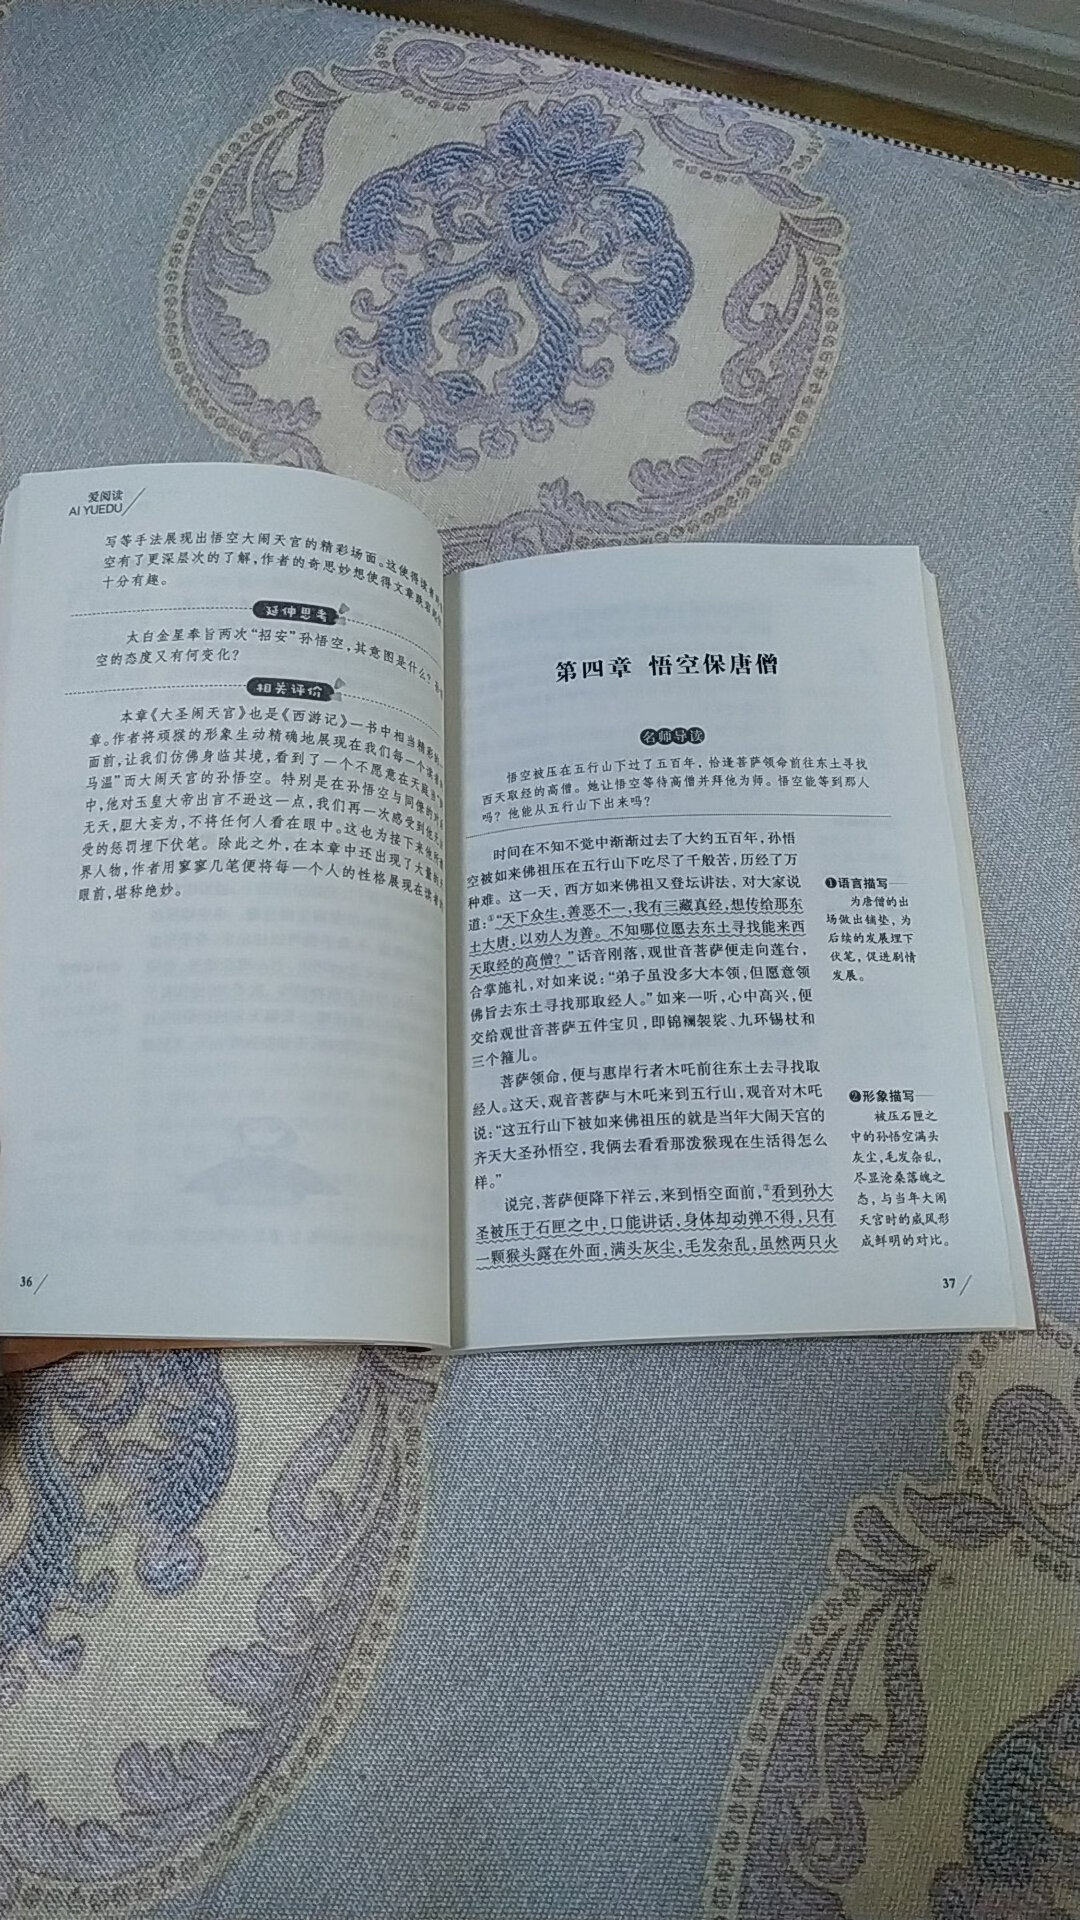 爱阅读
AI YUEDU
写等手法展现出悟空大闹天宫的精彩场面。这使得读者
空有了更深层次的了解,作者的奇思妙想使得文章
十分有趣。
延伸思考
太白金星奉旨两次“招安”孙悟空,其意图是什么?
空的态度又有何变化?
相关评价
本章《大圣闹天宫》也是《西游记》一书中相当精彩的
章。作者将顽猴的形象生动精确地展现在我们每一个读者
面前,让我们仿佛身临其境,看到了一个不愿意在天庭当
马温”而大闹天宫的孙悟空。特别是在孙悟空与同僚的对
中,他对玉皇大帝出言不逊这一点,我们再一次感受到他
无天,胆大妄为,不将任何人看在眼中。这也为接下来他所
受的惩罚埋下伏笔。除此之外,在本章中还出现了大量
界人物,作者用寥寥几笔便将每一个人的性格展现在读者
眼前,堪称绝妙。
36
第四章 悟空保唐僧
名师导读
悟空被压在五行山下过了五百年,恰逢菩萨领命前往东土寻找
西天取经的高僧。她让悟空等待高僧并拜他为师。悟空能等到那人
吗?他能从五行山下出来吗?
时间在不知不觉中渐渐过去了大约五百年,孙悟
空被如来佛祖压在五行山下吃尽了千般苦,历经了万
种难。这一天,西方如来佛祖又登坛讲法,对大家说
道:①“天下众生,善恶不一,我有三藏真经,想传给那东
土大唐,以劝人为善。不知哪位愿去东土寻找能来西
天取经的高僧?”话音刚落,观世音菩萨便走向莲台,
合掌施礼,对如来说:“弟子虽没多大本领,但愿意领
佛旨去东土寻找那取经人。”如来一听,心中高兴,便
交给观世音菩萨五件宝贝,即锦襕袈裟、九环锡杖和
三个箍儿。
菩萨领命,便与惠岸行者木吒前往东土去寻找取
经人。这天,观音菩萨与木吒来到五行山,观音对木吒
说:“这五行山下被如来佛祖压的就是当年大闹天宫的
齐天大圣孙悟空,我俩去看看那泼猴现在生活得怎么
样。”
说完,菩萨便降下祥云,来到悟空面前,②看到孙大
圣被压于石匣之中,口能讲话,身体却动弹不得,只有
一颗猴头露在外面,满头灰尘,毛发杂乱,虽然两只火
❶语言描写
为唐僧的出
场做出铺垫,为
后续的发展埋下
伏笔,促进剧情
发展。
❷形象描写
被压石匣之
中的孙悟空满头
灰尘,毛发杂乱,
尽显沧桑落魄之
态,与当年大闹
天宫时的威风形
成鲜明的对比。
37